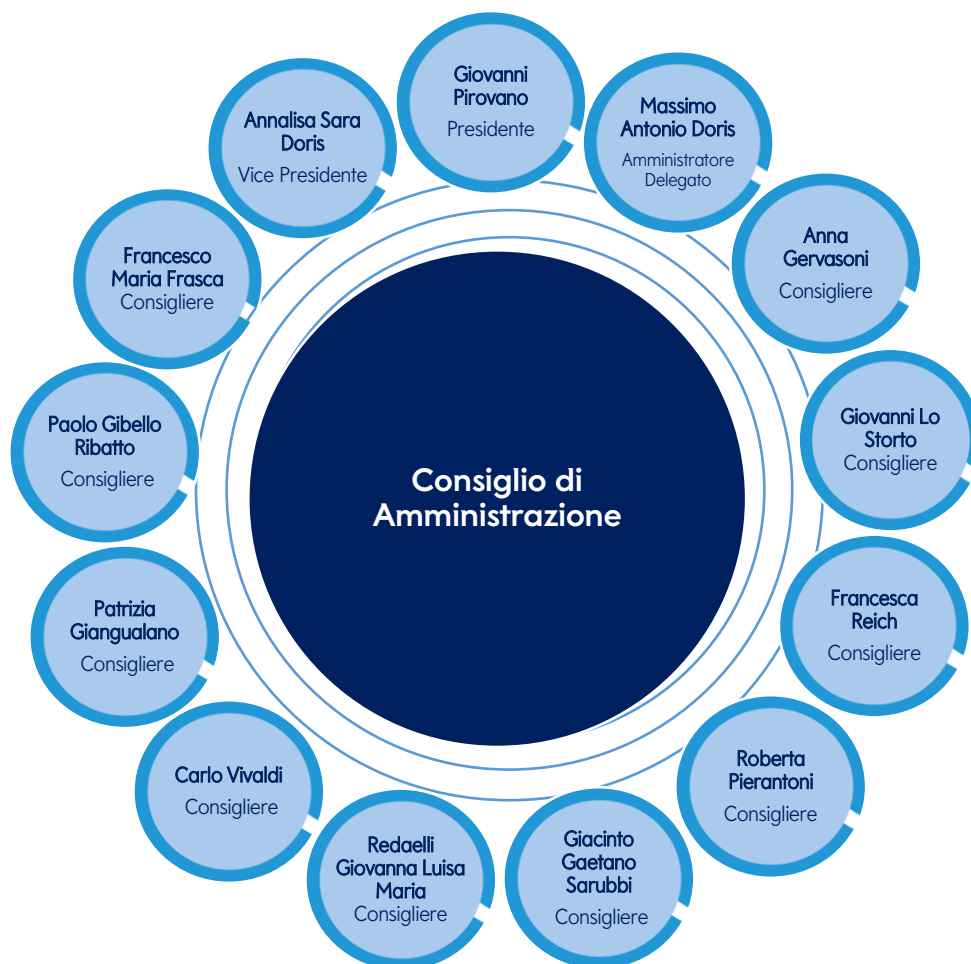 Giovanni
Pirovano
Presidente
Massimo
Antonio Doris
Amministratore
Delegato
Anna
Gervasoni
Consigliere
Giovanni Lo
Storto
Consigliere
Francesca
Reich
Consigliere
Roberta
Pierantoni
Consigliere
Giacinto
Gaetano
Sarubbi
Consigliere
Redaelli
Giovanna Luisa
Maria
Consigliere
Carlo Vivaldi
Consigliere
Patrizia
Giangualano
Consigliere
Paolo Gibello
Ribatto
Consigliere
Francesco
Maria Frasca
Consigliere
Annalisa Sara
Doris
Vice Presidente
Consiglio di
Amministrazione